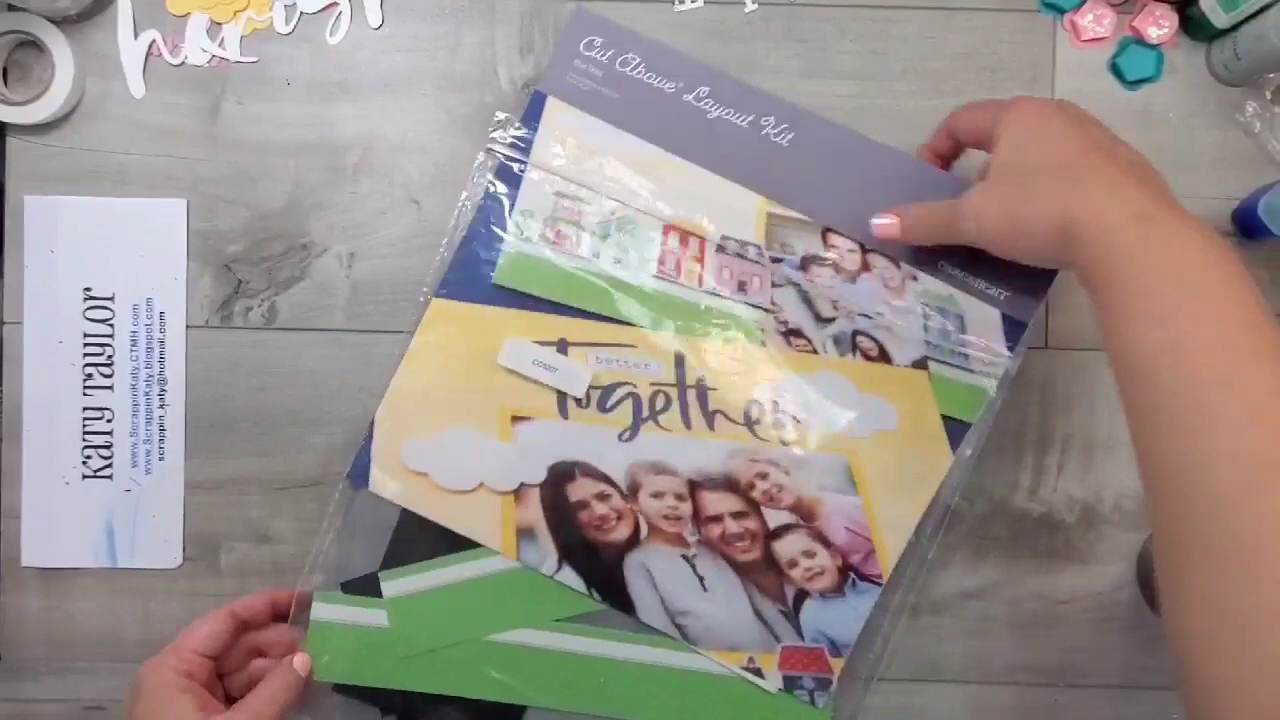 Cut Above® Layout Kit
KATY TAYLOR
www.ScrappinKaty.CTMH.com
www.ScrappinKaty.blogspot.com
scrappin_katy@hotmail.com
better
Together